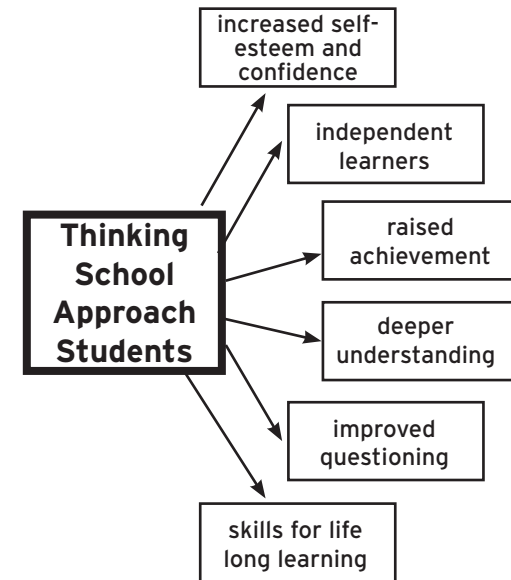 increased self-
esteem and
confidence
independent
learners
raised
achievement
Thinking
School
Approach
Students
deeper
understanding
improved
questioning
skills for life
long learning